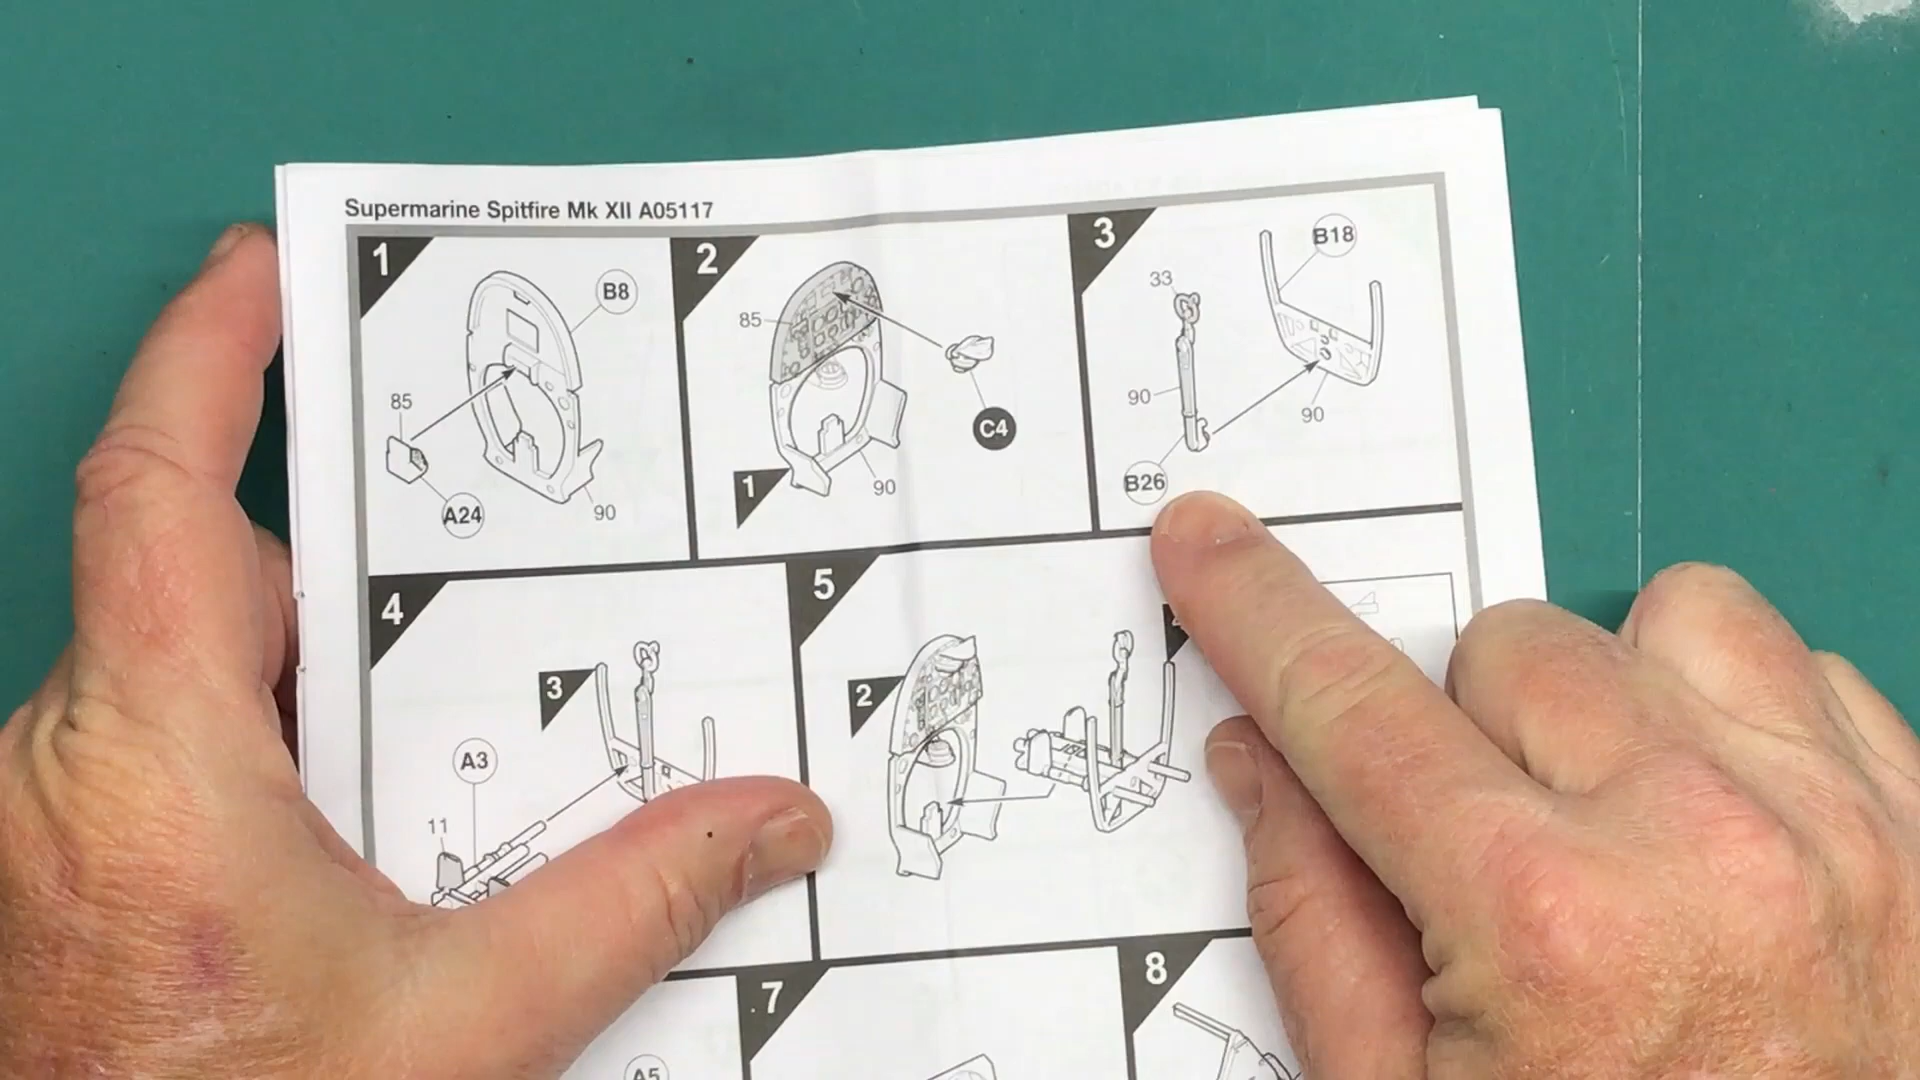 Supermarine Spitfire Mk XII A05117
1
B8
85
A24
90
2
85
C4
1
90
3
B18
33
90
90
B26
4
3
A3
11
5
2
7
A5
8